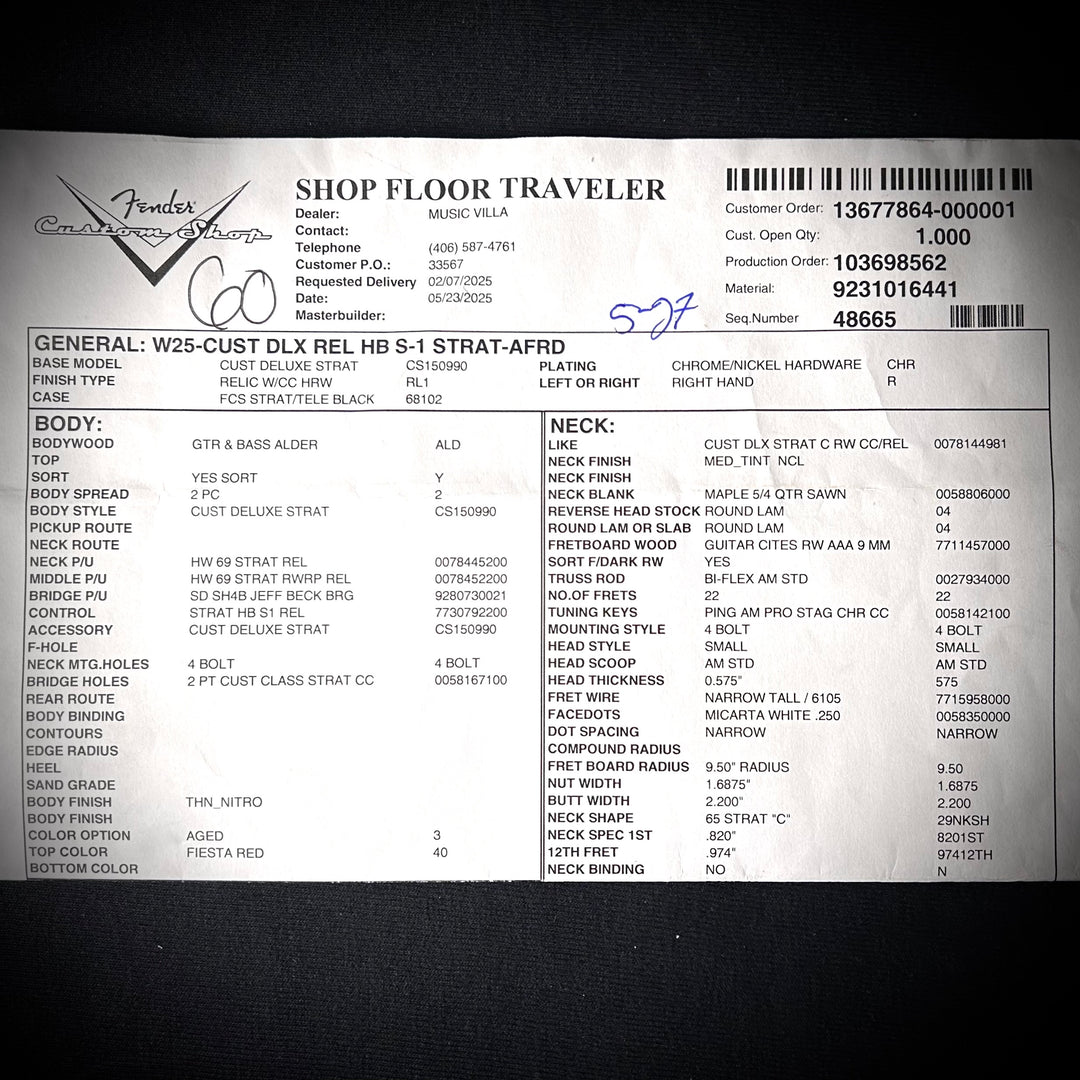 Fender
Custom Shop
60
SHOP FLOOR TRAVELER
Dealer: MUSIC VILLA
Contact:
Telephone (406) 587-4761
Customer P.O.: 33567
Requested Delivery 02/07/2025
Date: 05/23/2025
Masterbuilder:
5-27
Customer Order: 13677864-000001
Cust. Open Qty: 1.000
Production Order: 103698562
Material: 9231016441
Seq.Number 48665
GENERAL: W25-CUST DLX REL HB S-1 STRAT-AFRD
BASE MODEL CUST DELUXE STRAT CS150990 PLATING CHROME/NICKEL HARDWARE CHR
FINISH TYPE RELIC W/CC HRW RL1 LEFT OR RIGHT RIGHT HAND R
CASE FCS STRAT/TELE BLACK 68102
BODY:
BODYWOOD GTR & BASS ALDER ALD
TOP
SORT YES SORT Y
BODY SPREAD 2 PC 2
BODY STYLE CUST DELUXE STRAT CS150990
PICKUP ROUTE
NECK ROUTE
NECK P/U HW 69 STRAT REL 0078445200
MIDDLE P/U HW 69 STRAT RWRP REL 0078452200
BRIDGE P/U SD SH4B JEFF BECK BRG 9280730021
CONTROL STRAT HB S1 REL 7730792200
ACCESSORY CUST DELUXE STRAT CS150990
F-HOLE
NECK MTG.HOLES 4 BOLT 4 BOLT
BRIDGE HOLES 2 PT CUST CLASS STRAT CC 0058167100
REAR ROUTE
BODY BINDING
CONTOURS
EDGE RADIUS
HEEL
SAND GRADE
BODY FINISH THN_NITRO
BODY FINISH
COLOR OPTION AGED 3
TOP COLOR FIESTA RED 40
BOTTOM COLOR
NECK:
LIKE CUST DLX STRAT C RW CC/REL 0078144981
NECK FINISH MED_TINT NCL
NECK FINISH
NECK BLANK MAPLE 5/4 QTR SAWN 0058806000
REVERSE HEAD STOCK ROUND LAM 04
ROUND LAM OR SLAB ROUND LAM 04
FRETBOARD WOOD GUITAR CITES RW AAA 9 MM 7711457000
SORT F/DARK RW YES
TRUSS ROD BI-FLEX AM STD 0027934000
NO.OF FRETS 22 22
TUNING KEYS PING AM PRO STAG CHR CC 0058142100
MOUNTING STYLE 4 BOLT 4 BOLT
HEAD STYLE SMALL SMALL
HEAD SCOOP AM STD AM STD
HEAD THICKNESS 0.575" 575
FRET WIRE NARROW TALL / 6105 7715958000
FACEDOTS MICARTA WHITE .250 0058350000
DOT SPACING NARROW NARROW
COMPOUND RADIUS
FRET BOARD RADIUS 9.50" RADIUS 9.50
NUT WIDTH 1.6875" 1.6875
BUTT WIDTH 2.200" 2.200
NECK SHAPE 65 STRAT "C" 29NKSH
NECK SPEC 1ST .820" 8201ST
12TH FRET .974" 97412TH
NECK BINDING NO N